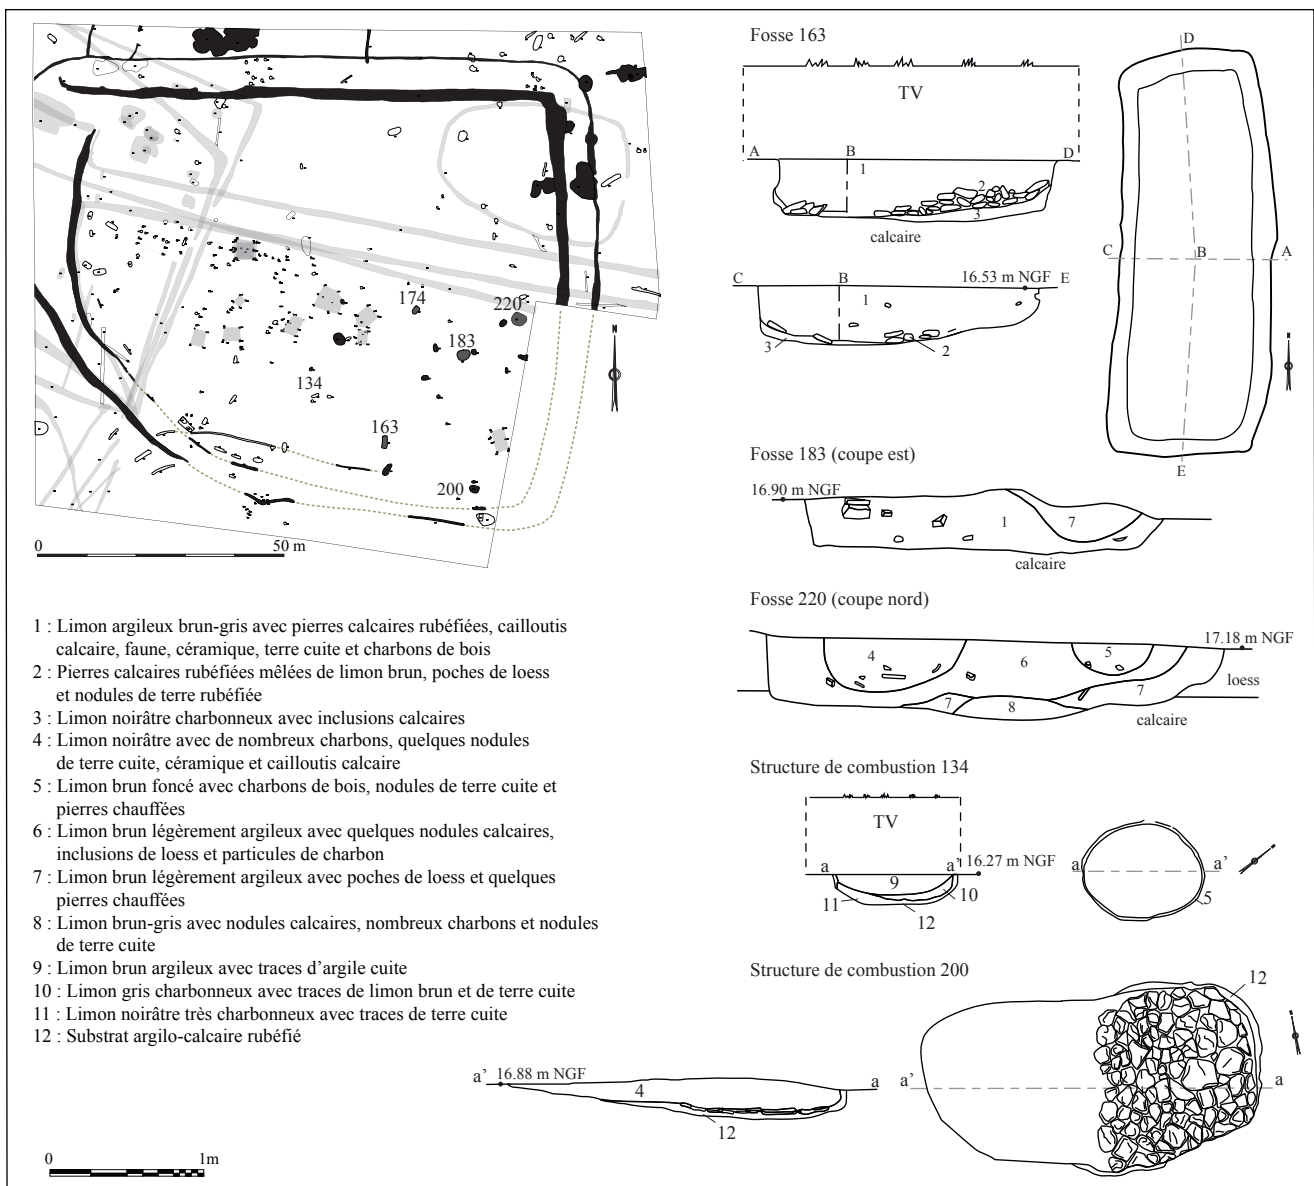 174
220
183
134
163
200
N
0 50 m
1 : Limon argileux brun-gris avec pierres calcaires rubéfiées, cailloutis
calcaire, faune, céramique, terre cuite et charbons de bois
2 : Pierres calcaires rubéfiées mêlées de limon brun, poches de loess
et nodules de terre rubéfiée
3 : Limon noirâtre charbonneux avec inclusions calcaires
4 : Limon noirâtre avec de nombreux charbons, quelques nodules
de terre cuite, céramique et cailloutis calcaire
5 : Limon brun foncé avec charbons de bois, nodules de terre cuite et
pierres chauffées
6 : Limon brun légèrement argileux avec quelques nodules calcaires,
inclusions de loess et particules de charbon
7 : Limon brun légèrement argileux avec poches de loess et quelques
pierres chauffées
8 : Limon brun-gris avec nodules calcaires, nombreux charbons et nodules
de terre cuite
9 : Limon brun argileux avec traces d'argile cuite
10 : Limon gris charbonneux avec traces de limon brun et de terre cuite
11 : Limon noirâtre très charbonneux avec traces de terre cuite
12 : Substrat argilo-calcaire rubéfié
0 1m
Fosse 163
TV
A B D
1
2
3
calcaire
C B 16.53 m NGF E
1
3 2
D
C B A
E
Fosse 183 (coupe est)
16.90 m NGF
1 7
calcaire
Fosse 220 (coupe nord)
17.18 m NGF
4 6 5
loess
7 8 7
calcaire
Structure de combustion 134
TV
a a' 16.27 m NGF
9
11 10
12
a a'
5
Structure de combustion 200
12
a' a
a' 16.88 m NGF a
4
12